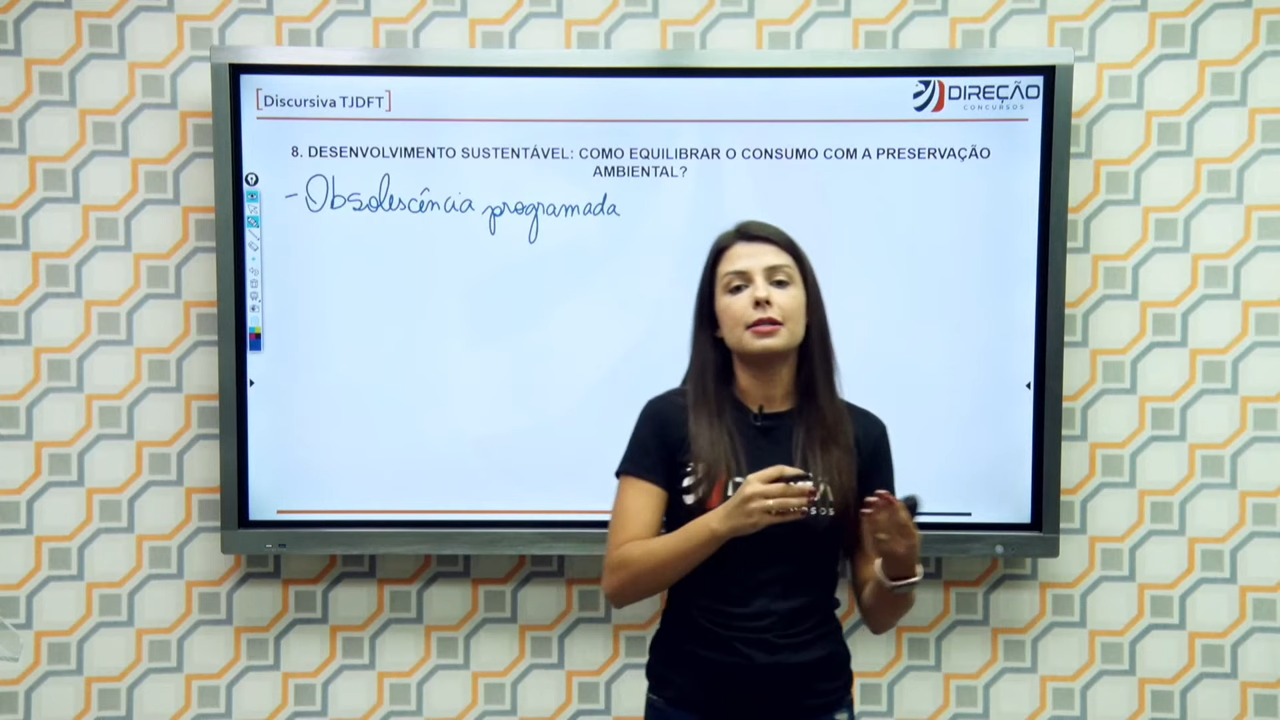 [Discursiva TJDFT]
DIREÇÃO
CONCURSOS
8. DESENVOLVIMENTO SUSTENTÁVEL: COMO EQUILIBRAR O CONSUMO COM A PRESERVAÇÃO
AMBIENTAL?
- Obsolescência programada